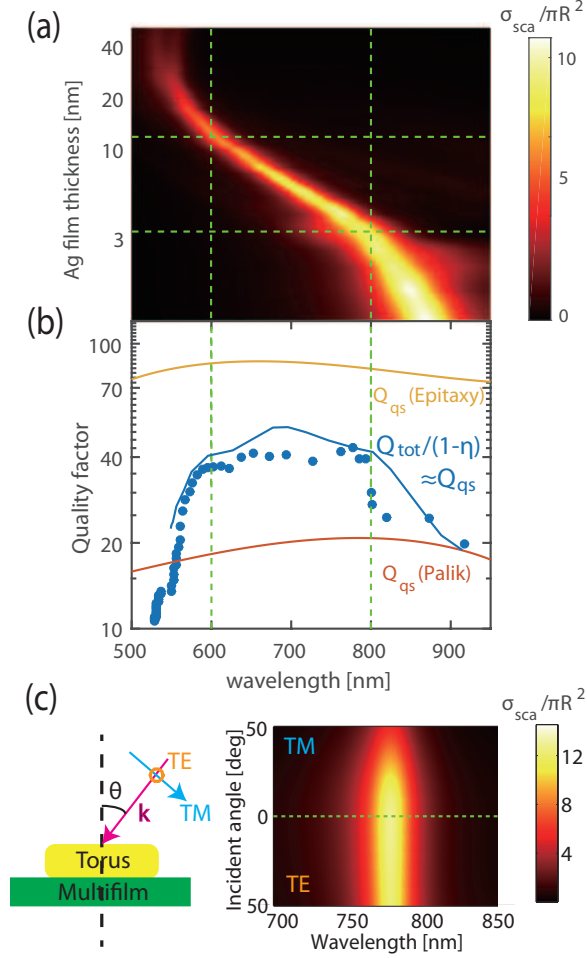 (a)
σsca/πR²
Ag film thickness [nm]
40
20
10
3
10
5
0
(b)
Quality factor
100
70
40
20
10
Qqs(Epitaxy)
Qtot/(1-η)
≈Qqs
Qqs(Palik)
500 600 700 800 900
wavelength [nm]
(c)
σsca/πR²
θ
TE
TM
k
Torus
Multifilm
Incident angle [deg]
50
0
50
TM
TE
700 750 800 850
Wavelength [nm]
12
8
4